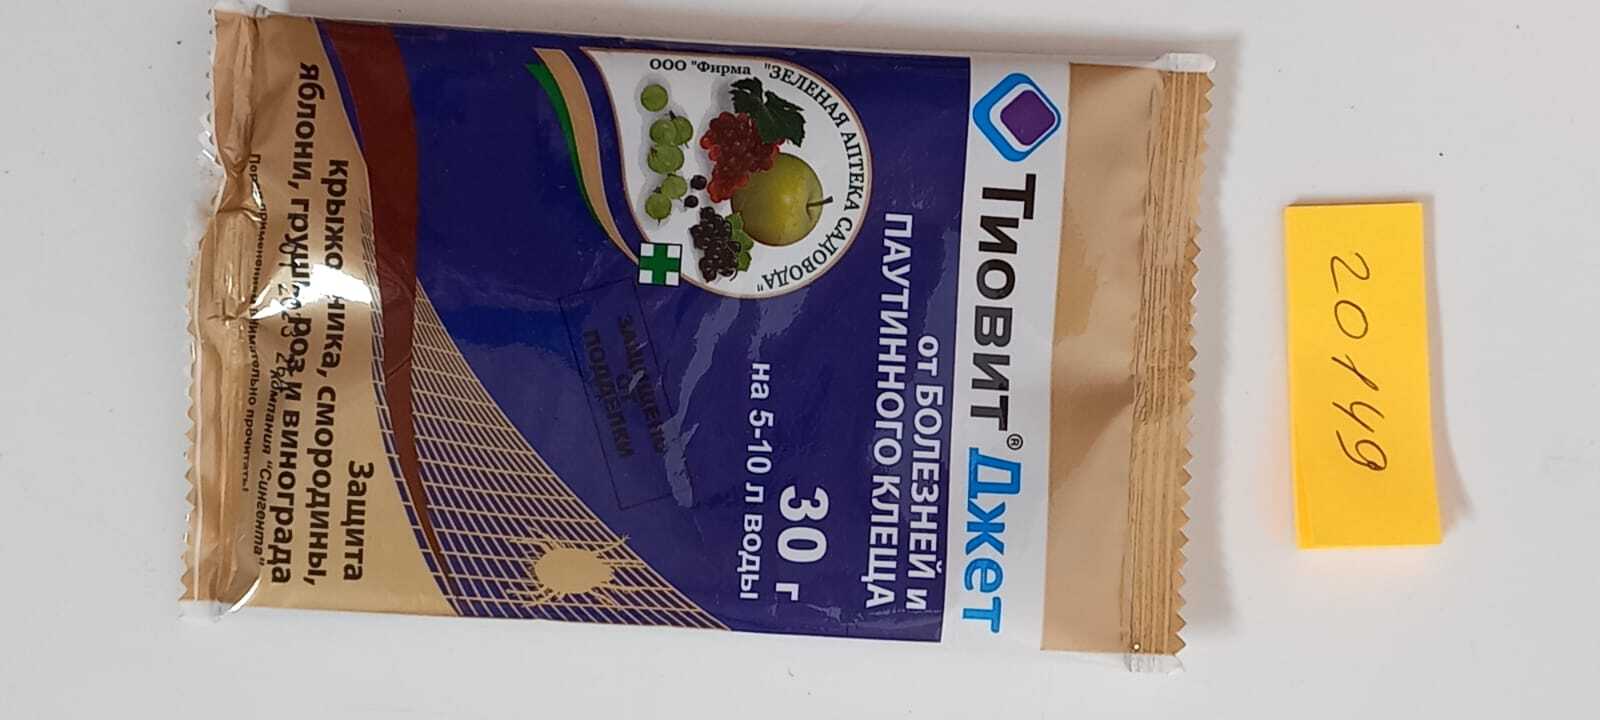 Тиовит® Джет
от БОЛЕЗНЕЙ и
ПАУТИННОГО КЛЕЩА
ООО "Фирма "ЗЕЛЕНАЯ АПТЕКА САДОВОДА"
30 г
на 5-10 л воды
ЗАЩИЩЕНО
ОТ
ПОДДЕЛКИ
Защита
крыжовника, смородины,
яблони, груши, роз и винограда
компания "Сингента"
прочитать!
20149